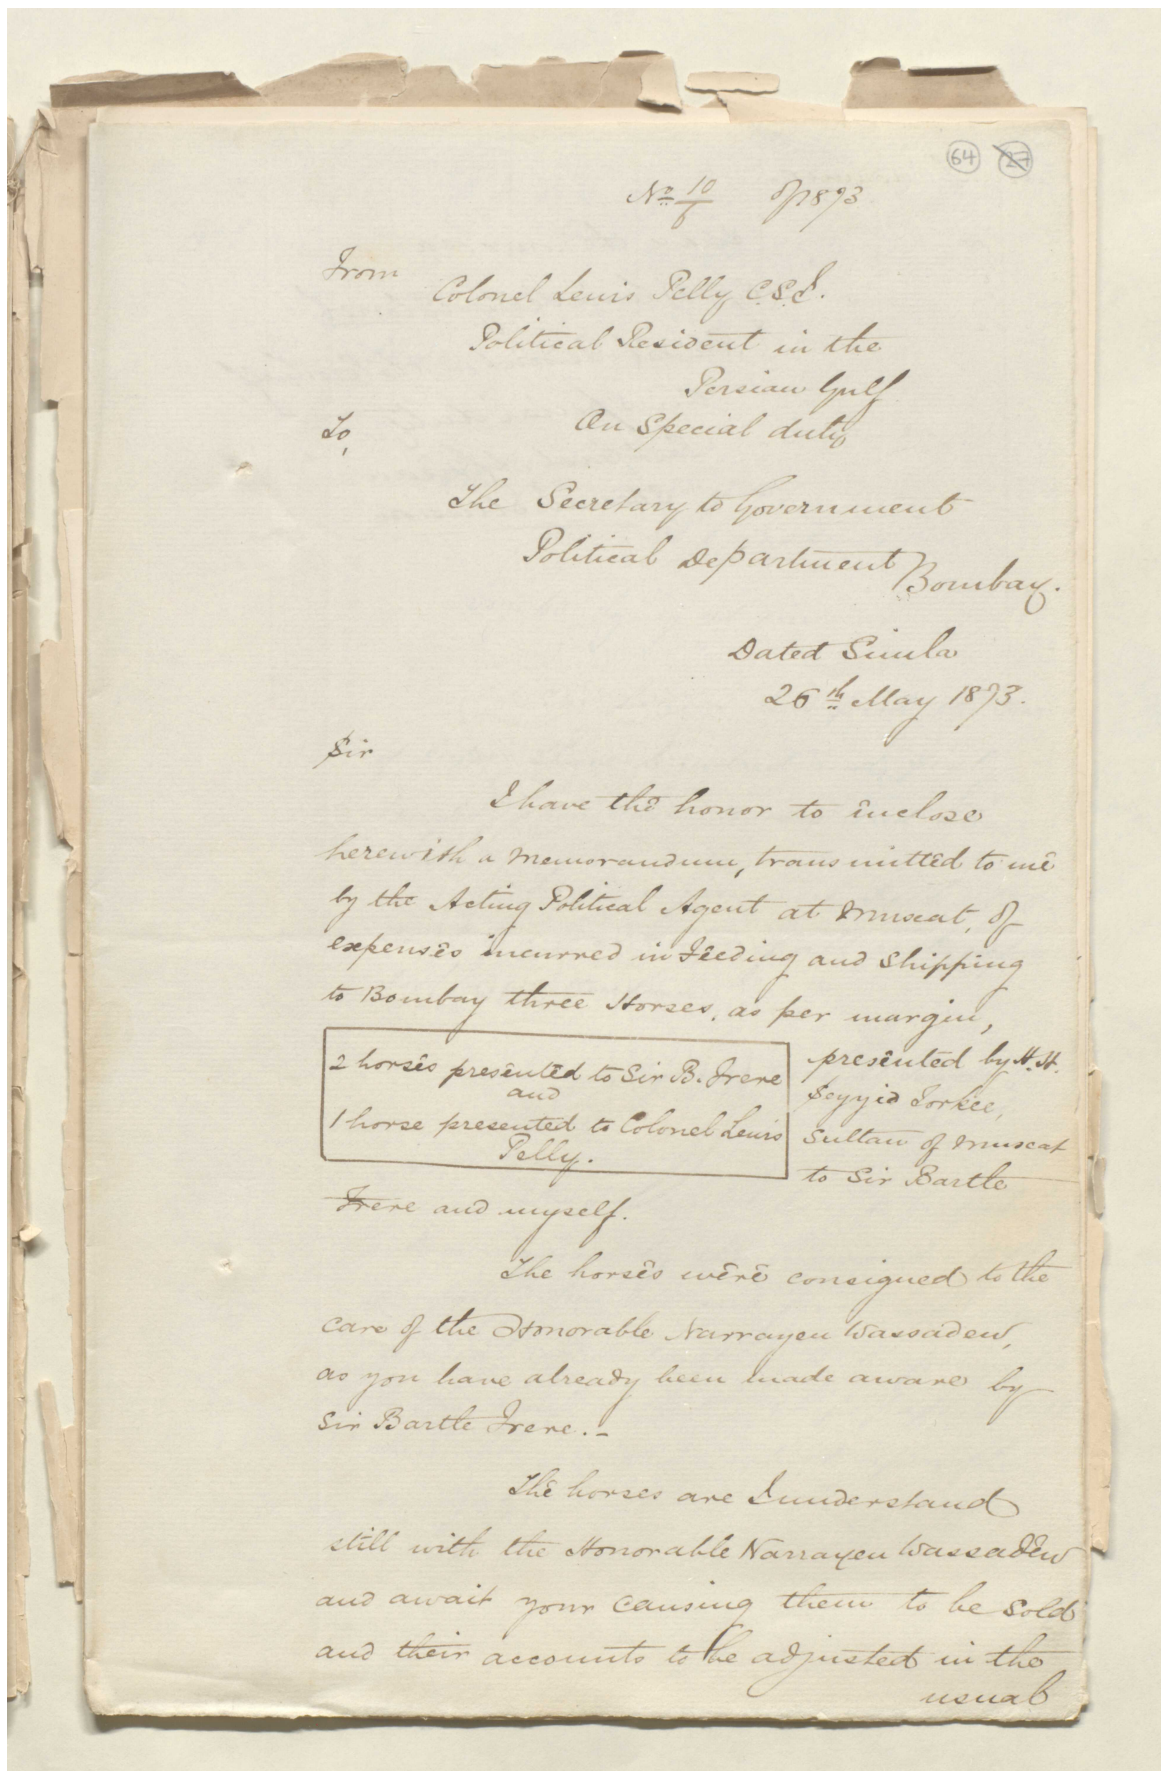 64 27
No 10/6 of 1873
From
Colonel Lewis Pelly C.S.I.
Political Resident in the
Persian Gulf
On Special duty
To,
The Secretary to Government
Political Department Bombay.
Dated Simla
26th May 1873.
Sir
I have the honor to inclose
herewith a Memorandum, transmitted to me
by the Acting Political Agent at Muscat, of
expenses incurred in Feeding and Shipping
to Bombay three Horses, as per margin,
2 horses presented to Sir B. Frere
and
1 horse presented to Colonel Lewis
Pelly.
presented by H. H.
Seyyid Torkee,
Sultan of Muscat
to Sir Bartle
Frere and myself.
The horses were consigned to the
care of the Honorable Narrayen Wassadew,
as you have already been made aware by
Sir Bartle Frere. -
The horses are I understand
still with the Honorable Narrayen Wassadew
and await your causing them to be sold
and their accounts to be adjusted in the
usual